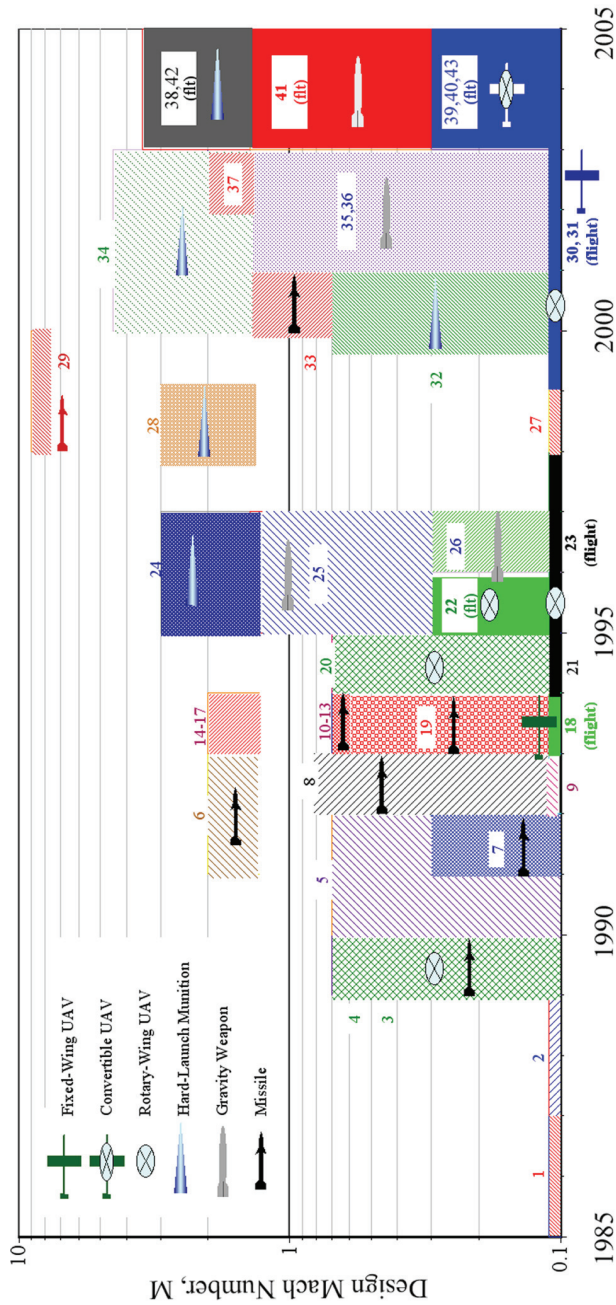 10
1
0.1
Design Mach Number, M
1985
1990
1995
2000
2005
Fixed-Wing UAV
Convertible UAV
Rotary-Wing UAV
Hard-Launch Munition
Gravity Weapon
Missile
1
2
3
4
5
6
7
8
9
10-13
14-17
18
(flight)
19
20
21
22
(flt)
23
(flight)
24
25
26
27
28
29
30, 31
(flight)
32
33
34
35,36
37
38,42
(flt)
41
(flt)
39,40,43
(flt)